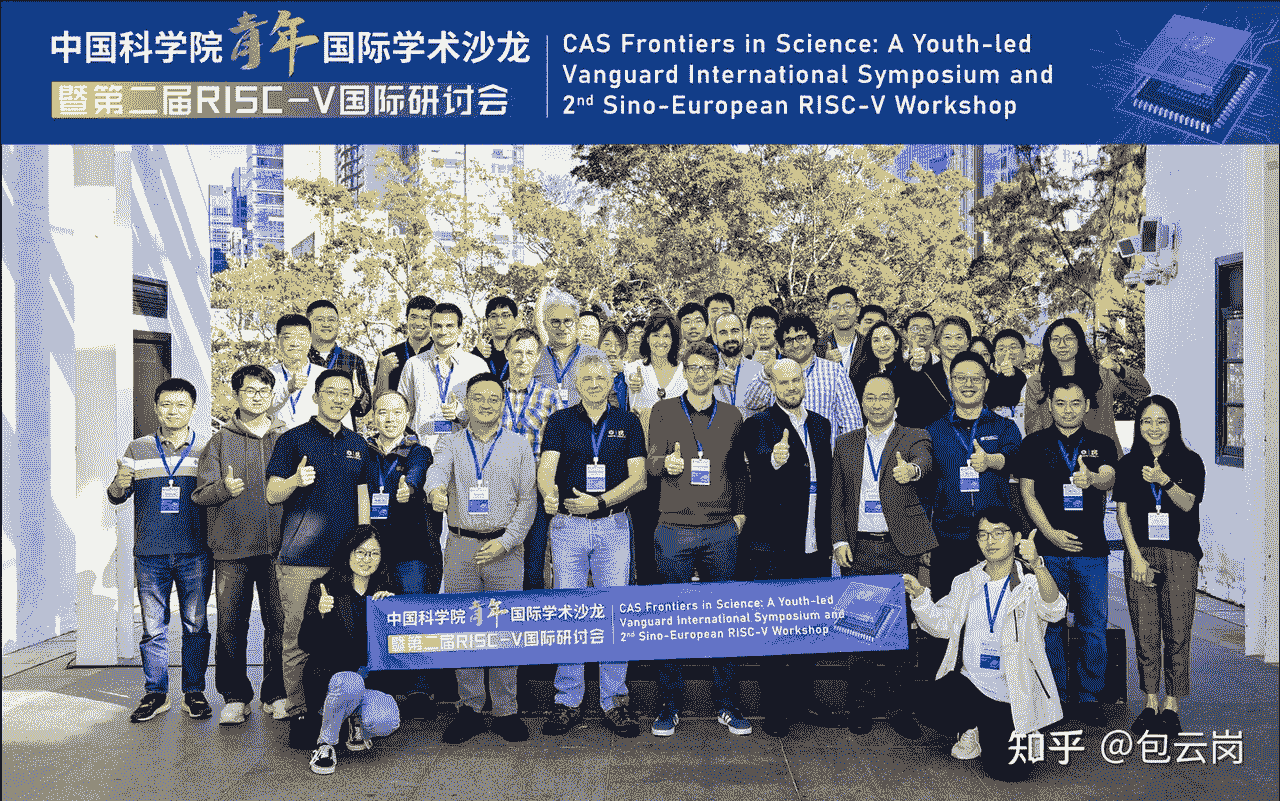 中国科学院青年国际学术沙龙
暨第二届RISC-V国际研讨会
CAS Frontiers in Science: A Youth-led
Vanguard International Symposium and
2nd Sino-European RISC-V Workshop
中国科学院青年国际学术沙龙
暨第二届RISC-V国际研讨会
CAS Frontiers in Science: A Youth-led
Vanguard International Symposium and
2nd Sino-European RISC-V Workshop
知乎 @包云岗